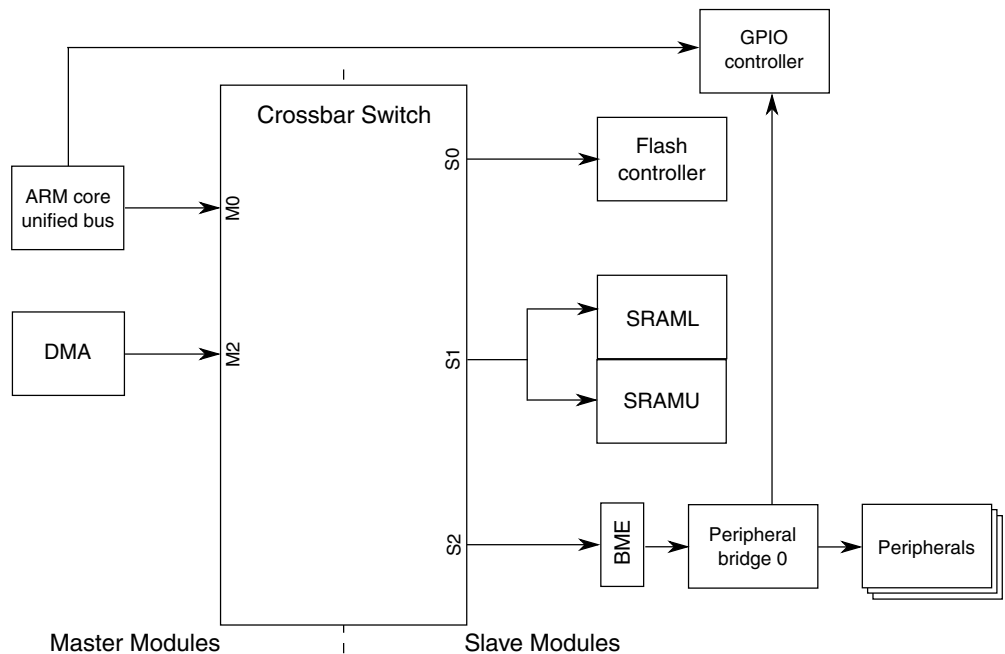 GPIO
controller
Crossbar Switch
S0
Flash
controller
ARM core
unified bus
M0
SRAML
DMA
M2
S1
SRAMU
S2
BME
Peripheral
bridge 0
Peripherals
Master Modules
Slave Modules